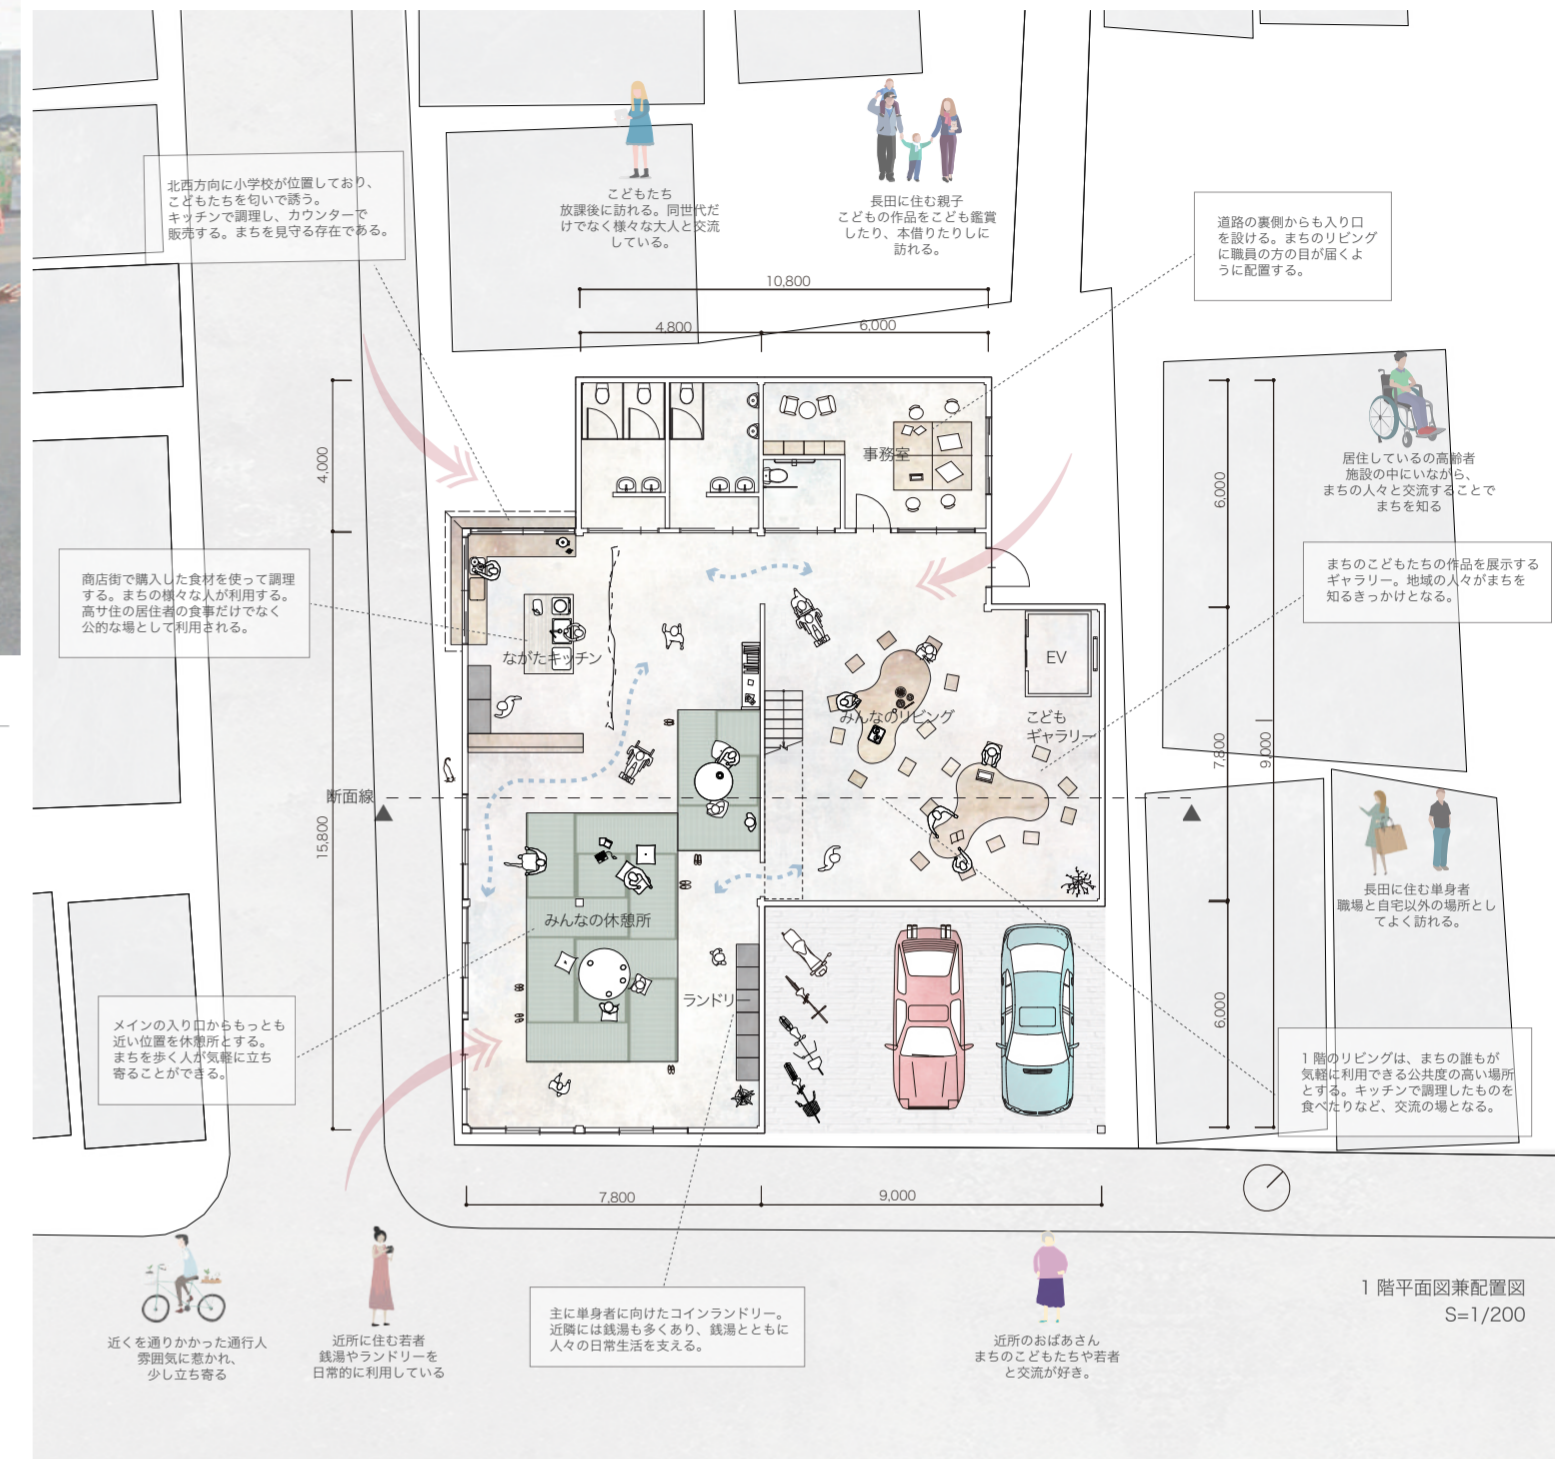 北西方向に小学校が位置しており、
こどもたちを匂いで誘う。
キッチンで調理し、カウンターで
販売する。まちを見守る存在である。
こどもたち
放課後に訪れる。同世代だ
けでなく様々な大人と交流
している。
長田に住む親子
こどもの作品をこども鑑賞
したり、本借りたりしに
訪れる。
道路の裏側からも入り口
を設ける。まちのリビング
に職員の方の目が届くよ
うに配置する。
10,800
4,800
6,000
4,000
15,800
事務室
6,000
7,800
9,000
6,000
居住しているの高齢者
施設の中にいながら、
まちの人々と交流することで
まちを知る
商店街で購入した食材を使って調理
する。まちの様々な人が利用する。
高サ住の居住者の食事だけでなく
公的な場として利用される。
まちのこどもたちの作品を展示する
ギャラリー。地域の人々がまちを
知るきっかけとなる。
ながたキッチン
EV
みんなのリビング
こども
ギャラリー
断面線
みんなの休憩所
ランドリー
長田に住む単身者
職場と自宅以外の場所とし
てよく訪れる。
メインの入り口からもっとも
近い位置を休憩所とする。
まちを歩く人が気軽に立ち
寄ることができる。
1 階のリビングは、まちの誰もが
気軽に利用できる公共度の高い場所
とする。キッチンで調理したものを
食べたりなど、交流の場となる。
7,800
9,000
近くを通りかかった通行人
雰囲気に惹かれ、
少し立ち寄る
近所に住む若者
銭湯やランドリーを
日常的に利用している
主に単身者に向けたコインランドリー。
近隣には銭湯も多くあり、銭湯とともに
人々の日常生活を支える。
近所のおばあさん
まちのこどもたちや若者
と交流が好き。
1 階平面図兼配置図
S=1/200